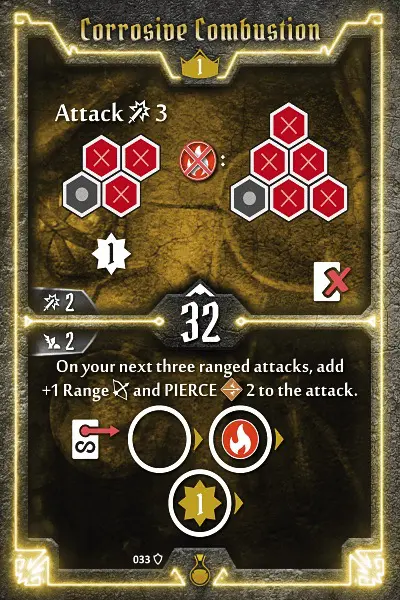 Corrosive Combustion
1
Attack 3
:
1
2
32
2
On your next three ranged attacks, add
+1 Range and PIERCE 2 to the attack.
S
1
033